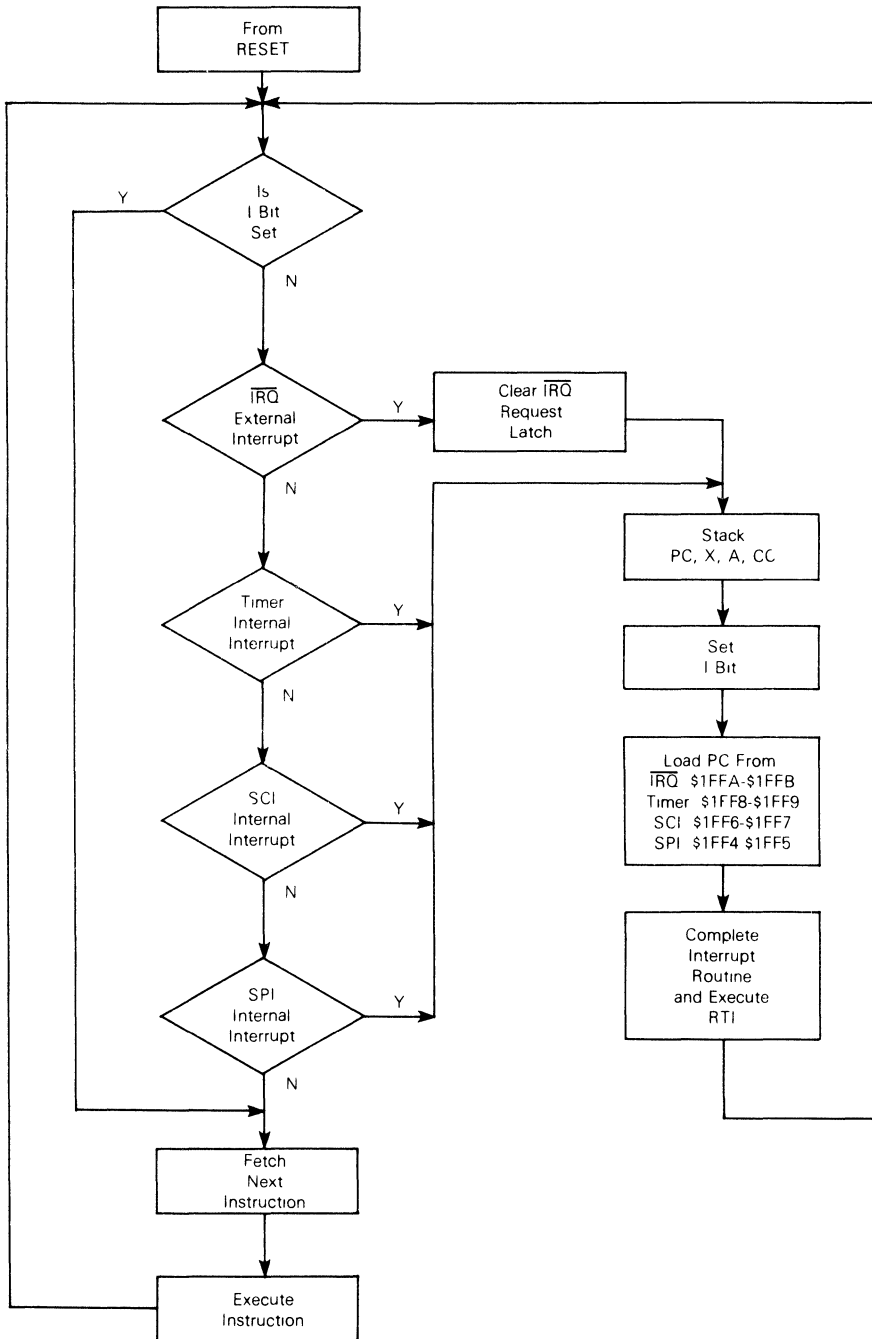 From
RESET
Y
Is
I Bit
Set
N
IRQ
External
Interrupt
Y
Clear IRQ
Request
Latch
N
Stack
PC, X, A, CC
Timer
Internal
Interrupt
Y
Set
I Bit
N
Load PC From
IRQ $1FFA-$1FFB
Timer $1FF8-$1FF9
SCI $1FF6-$1FF7
SPI $1FF4 $1FF5
SCI
Internal
Interrupt
Y
N
Complete
Interrupt
Routine
and Execute
RTI
SPI
Internal
Interrupt
Y
N
Fetch
Next
Instruction
Execute
Instruction